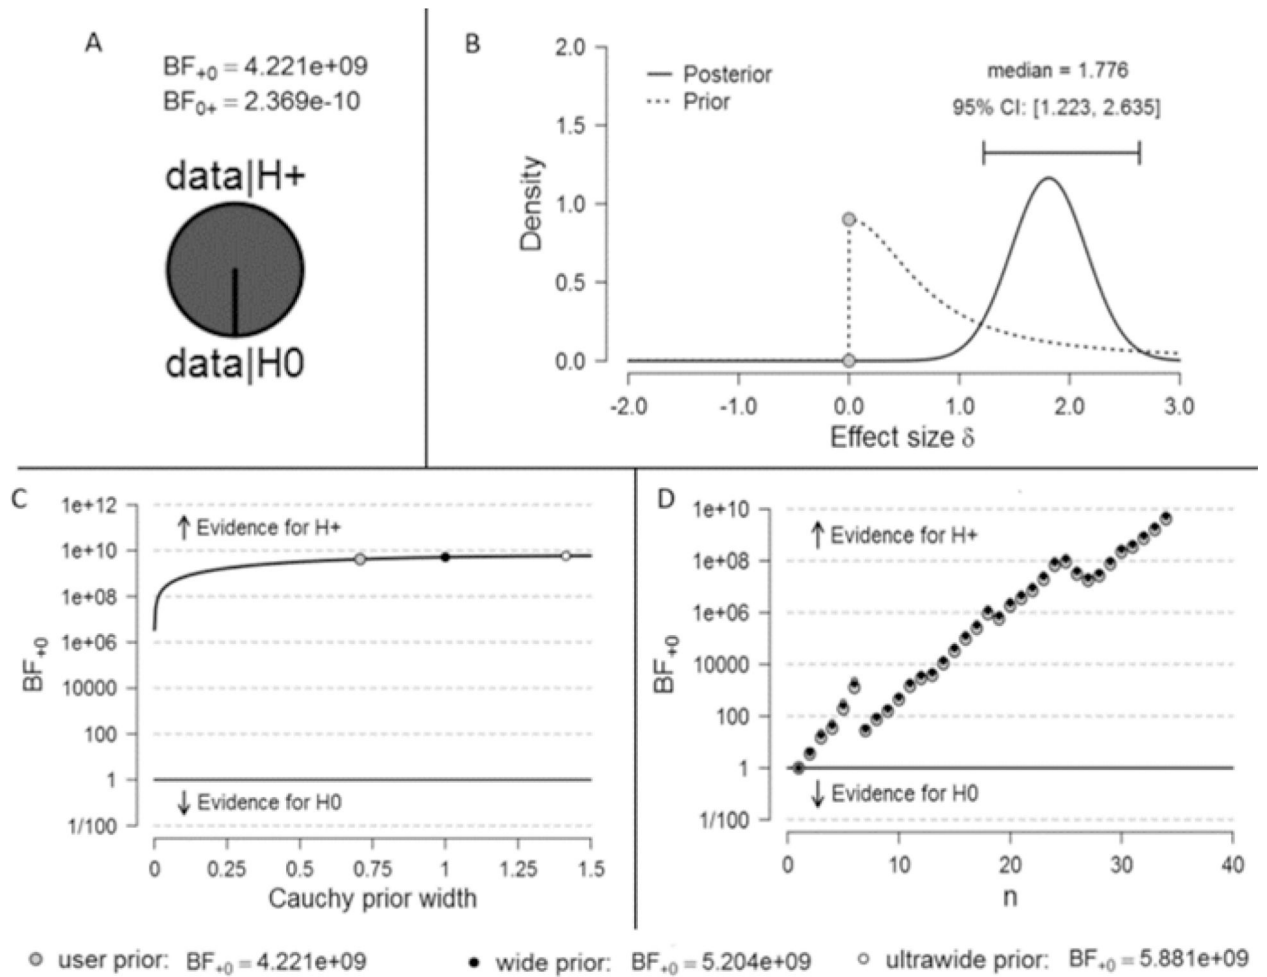 A
BF+0 = 4.221e+09
BF0+ = 2.369e-10
data|H+
data|H0
B
2.0
1.5
1.0
0.5
0.0
Density
Posterior
Prior
median = 1.776
95% CI: [1.223, 2.635]
-2.0 -1.0 0.0 1.0 2.0 3.0
Effect size δ
C
1e+12
1e+10
1e+08
1e+06
10000
100
1
1/100
BF+0
↑ Evidence for H+
↓ Evidence for H0
0 0.25 0.5 0.75 1 1.25 1.5
Cauchy prior width
D
1e+10
1e+08
1e+06
10000
100
1
1/100
BF+0
↑ Evidence for H+
↓ Evidence for H0
0 10 20 30 40
n
user prior: BF+0 = 4.221e+09 wide prior: BF+0 = 5.204e+09 ultrawide prior: BF+0 = 5.881e+09